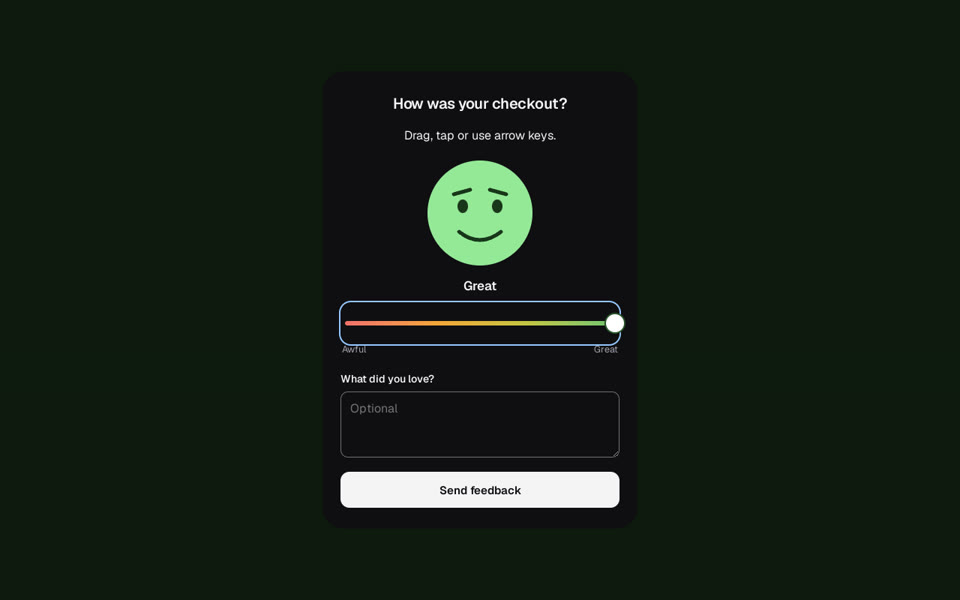 How was your checkout?
Drag, tap or use arrow keys.
Great
Awful
Great
What did you love?
Optional
Send feedback